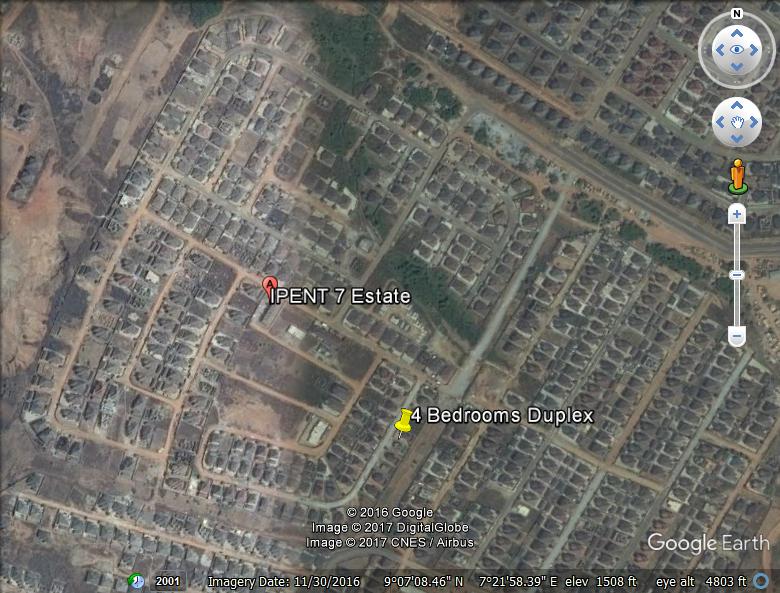 N
A
IPENT 7 Estate
4 Bedrooms Duplex
© 2016 Google
Image © 2017 DigitalGlobe
Image © 2017 CNES / Airbus
Google Earth
2001 Imagery Date: 11/30/2016 9°07'08.46" N 7°21'58.39" E elev 1508 ft eye alt 4803 ft